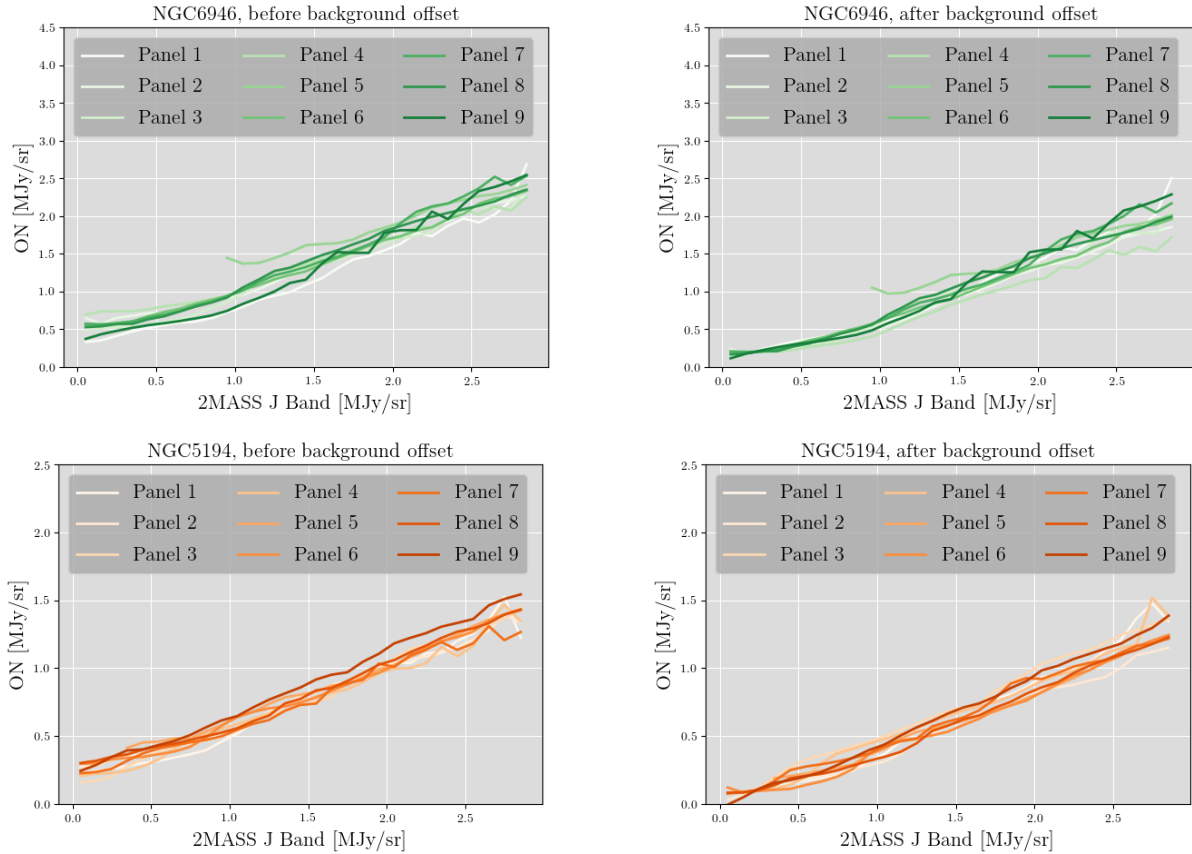 NGC6946, before background offset
4.5
4.0
3.5
3.0
2.5
2.0
1.5
1.0
0.5
0.0
ON [MJy/sr]
Panel 1 Panel 4 Panel 7
Panel 2 Panel 5 Panel 8
Panel 3 Panel 6 Panel 9
0.0 0.5 1.0 1.5 2.0 2.5
2MASS J Band [MJy/sr]
NGC6946, after background offset
4.5
4.0
3.5
3.0
2.5
2.0
1.5
1.0
0.5
0.0
ON [MJy/sr]
Panel 1 Panel 4 Panel 7
Panel 2 Panel 5 Panel 8
Panel 3 Panel 6 Panel 9
0.0 0.5 1.0 1.5 2.0 2.5
2MASS J Band [MJy/sr]
NGC5194, before background offset
2.5
2.0
1.5
1.0
0.5
0.0
ON [MJy/sr]
Panel 1 Panel 4 Panel 7
Panel 2 Panel 5 Panel 8
Panel 3 Panel 6 Panel 9
0.0 0.5 1.0 1.5 2.0 2.5
2MASS J Band [MJy/sr]
NGC5194, after background offset
2.5
2.0
1.5
1.0
0.5
0.0
ON [MJy/sr]
Panel 1 Panel 4 Panel 7
Panel 2 Panel 5 Panel 8
Panel 3 Panel 6 Panel 9
0.0 0.5 1.0 1.5 2.0 2.5
2MASS J Band [MJy/sr]